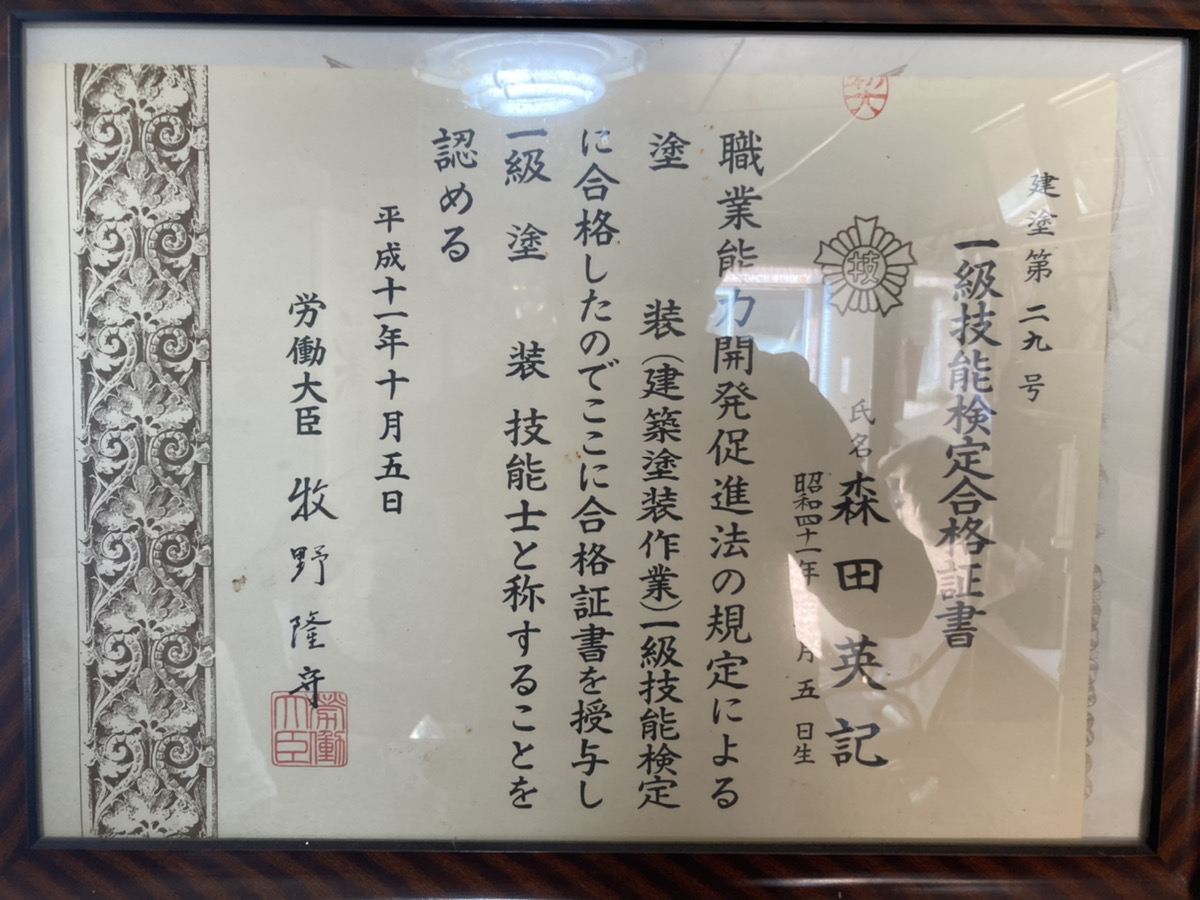 建塗第二九号
一級技能検定合格証書
技
氏名 森田英記
昭和四十一年 月五日生
職業能力開発促進法の規定による
塗装(建築塗装作業)一級技能検定
に合格したのでここに合格証書を授与し
一級塗装技能士と称することを
認める
平成十一年十月五日
労働大臣 牧野隆守
労働
大臣